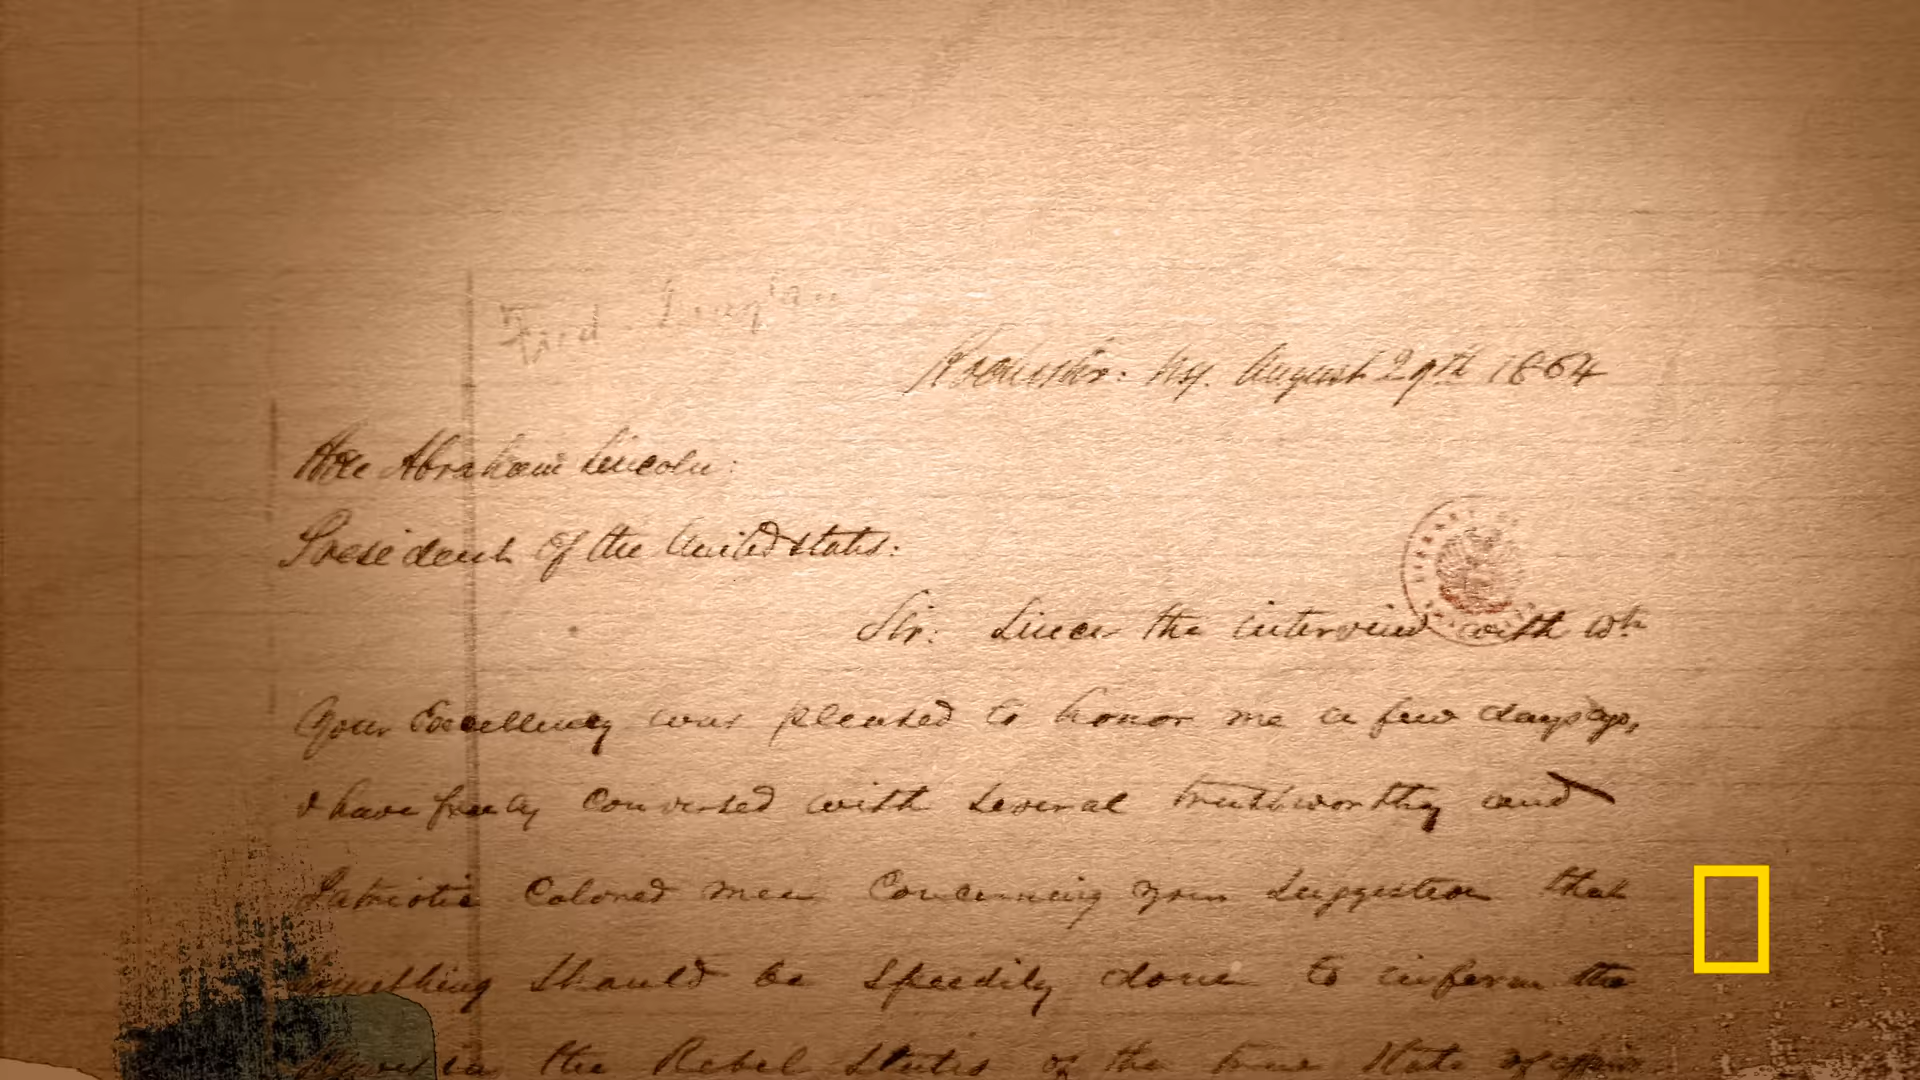 Fred. Douglass
Rochester: N.Y. August 29th 1864
Hon Abraham Lincoln:
President of the United States:
Sir: Since the interview with wh
Your Excellency was pleased to honor me a few days ago,
I have freely conversed with several trustworthy and
Patriotic Colored men concerning your suggestion that
something should be speedily done to inform the
in the Rebel States of the true state of affairs